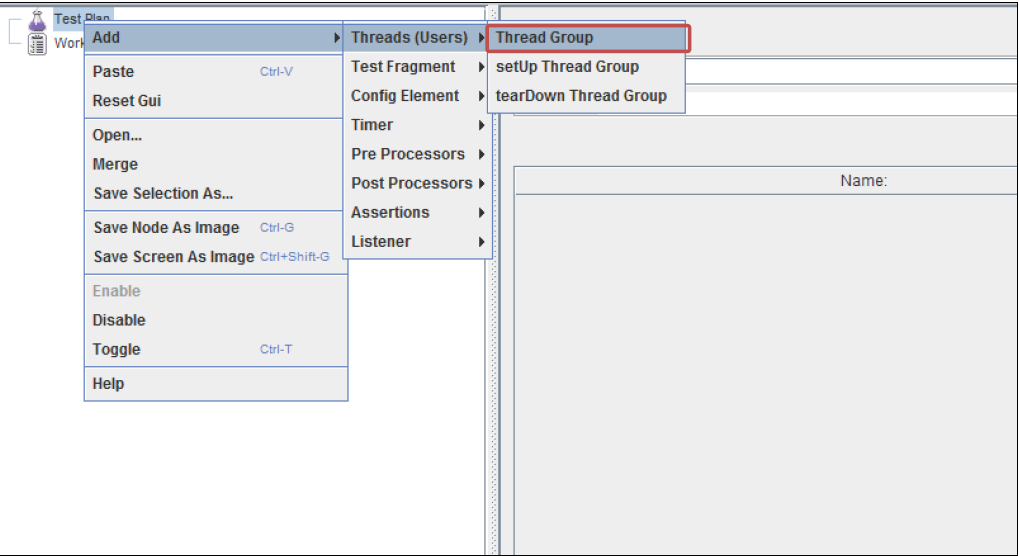 Test Plan
Work
Add
Paste Ctrl-V
Reset Gui
Open...
Merge
Save Selection As...
Save Node As Image Ctrl-G
Save Screen As Image Ctrl+Shift-G
Enable
Disable
Toggle Ctrl-T
Help
Threads (Users)
Test Fragment
Config Element
Timer
Pre Processors
Post Processors
Assertions
Listener
Thread Group
setUp Thread Group
tearDown Thread Group
Name: